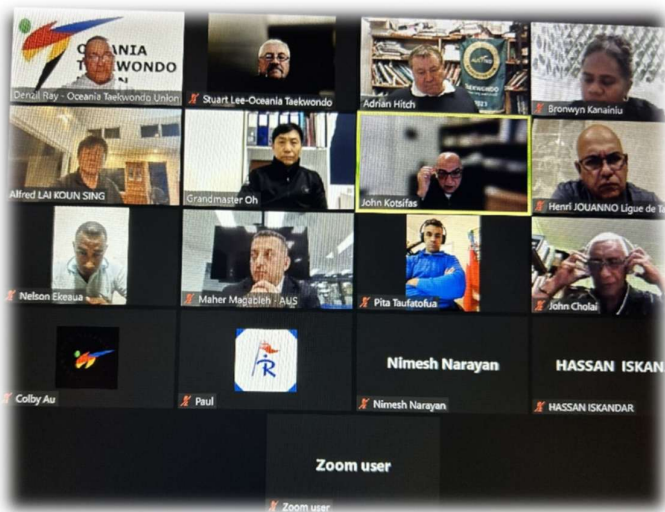 OCEANIA
TAEKWONDO
Denzil Ray - Oceania Taekwondo Union
Stuart Lee-Oceania Taekwondo
Adrian Hitch
Bronwyn Kanainiu
Alfred LAI KOUN SING
Grandmaster Oh
John Kotsifas
Henri JOUANNO Ligue de Ta
Nelson Ekeaua
Maher Magableh - AUS
Pita Taufatofua
John Cholai
Colby Au
R
Paul
Nimesh Narayan
Nimesh Narayan
HASSAN ISKAN
HASSAN ISKANDAR
Zoom user
Zoom user